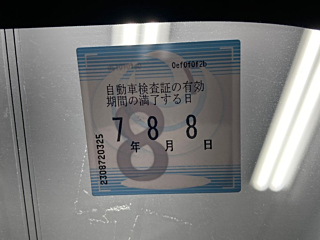 0ef0f0f2b
自動車検査証の有効
期間の満了する日
7 8 8
年 月 日
2308720325